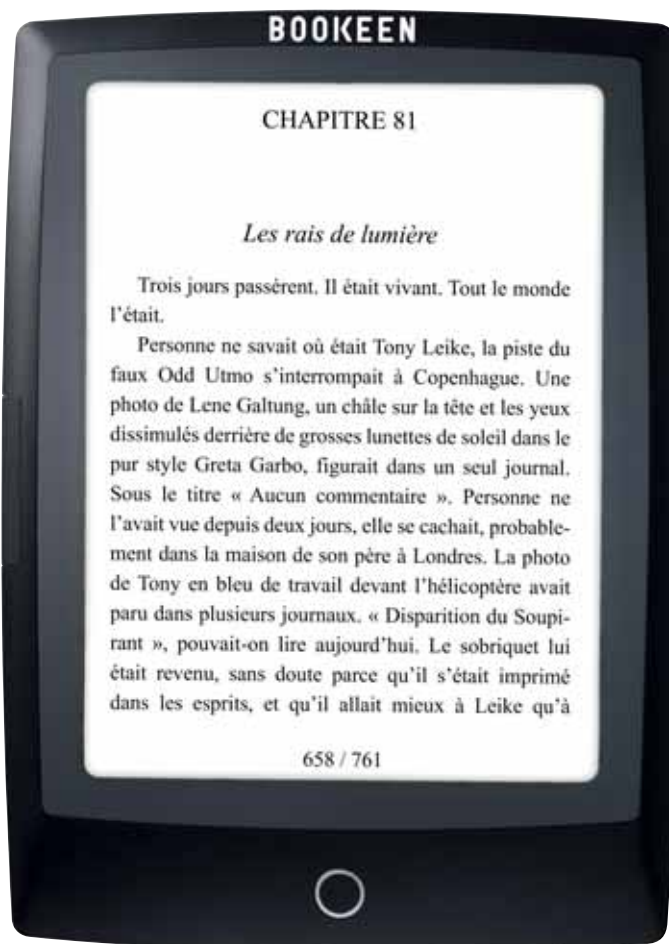 BOOKEEN
CHAPITRE 81
Les rais de lumière
Trois jours passèrent. Il était vivant. Tout le monde
l'était.
Personne ne savait où était Tony Leike, la piste du
faux Odd Utmo s'interrompait à Copenhague. Une
photo de Lene Galtung, un châle sur la tête et les yeux
dissimulés derrière de grosses lunettes de soleil dans le
pur style Greta Garbo, figurait dans un seul journal.
Sous le titre « Aucun commentaire ». Personne ne
l'avait vue depuis deux jours, elle se cachait, probable-
ment dans la maison de son père à Londres. La photo
de Tony en bleu de travail devant l'hélicoptère avait
paru dans plusieurs journaux. « Disparition du Soupi-
rant », pouvait-on lire aujourd'hui. Le sobriquet lui
était revenu, sans doute parce qu'il s'était imprimé
dans les esprits, et qu'il allait mieux à Leike qu'à
658 / 761